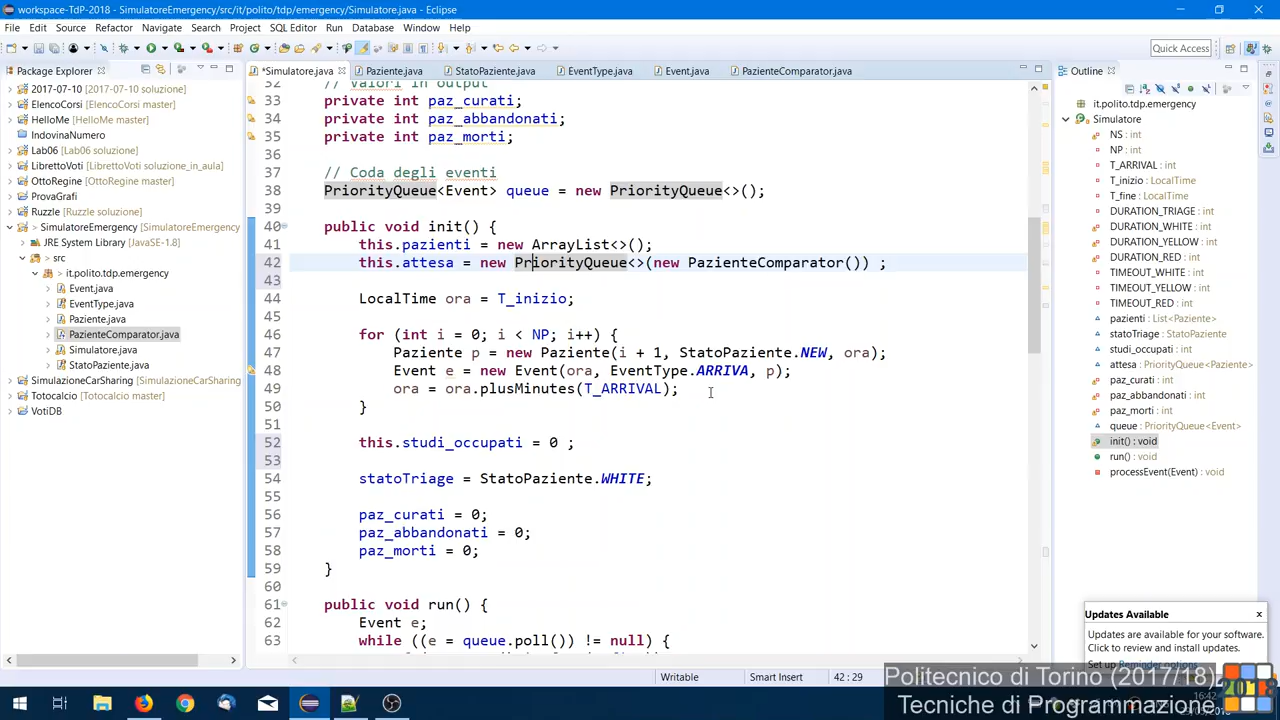 workspace-TdP-2018 - SimulatoreEmergency/src/it/polito/tdp/emergency/Simulatore.java - Eclipse
File Edit Source Refactor Navigate Search Project SQL Editor Run Database Window Help
Quick Access
Package Explorer
*Simulatore.java Paziente.java StatoPaziente.java EventType.java Event.java PazienteComparator.java
Outline
2017-07-10 (2017-07-10 soluzione)
ElencoCorsi (ElencoCorsi master)
HelloMe (HelloMe master)
IndovinaNumero
Lab06 (Lab06 soluzione)
LibrettoVoti (LibrettoVoti soluzione_in_aula)
OttoRegine (OttoRegine master)
ProvaGrafi
Ruzzle (Ruzzle soluzione)
SimulatoreEmergency (SimulatoreEmergency
JRE System Library [JavaSE-1.8]
src
it.polito.tdp.emergency
Event.java
EventType.java
Paziente.java
PazienteComparator.java
Simulatore.java
StatoPaziente.java
SimulazioneCarSharing (SimulazioneCarSharing
Totocalcio (Totocalcio master)
VotiDB
32 // Valori in output
33 private int paz_curati;
34 private int paz_abbandonati;
35 private int paz_morti;
36
37 // Coda degli eventi
38 PriorityQueue<Event> queue = new PriorityQueue<>();
39
40 public void init() {
41 this.pazienti = new ArrayList<>();
42 this.attesa = new PriorityQueue<>(new PazienteComparator()) ;
43
44 LocalTime ora = T_inizio;
45
46 for (int i = 0; i < NP; i++) {
47 Paziente p = new Paziente(i + 1, StatoPaziente.NEW, ora);
48 Event e = new Event(ora, EventType.ARRIVA, p);
49 ora = ora.plusMinutes(T_ARRIVAL);
50 }
51
52 this.studi_occupati = 0 ;
53
54 statoTriage = StatoPaziente.WHITE;
55
56 paz_curati = 0;
57 paz_abbandonati = 0;
58 paz_morti = 0;
59 }
60
61 public void run() {
62 Event e;
63 while ((e = queue.poll()) != null) {
it.polito.tdp.emergency
Simulatore
NS : int
NP : int
T_ARRIVAL : int
T_inizio : LocalTime
T_fine : LocalTime
DURATION_TRIAGE : int
DURATION_WHITE : int
DURATION_YELLOW : int
DURATION_RED : int
TIMEOUT_WHITE : int
TIMEOUT_YELLOW : int
TIMEOUT_RED : int
pazienti : List<Paziente>
statoTriage : StatoPaziente
studi_occupati : int
attesa : PriorityQueue<Paziente>
paz_curati : int
paz_abbandonati : int
paz_morti : int
queue : PriorityQueue<Event>
init() : void
run() : void
processEvent(Event) : void
Updates Available
Updates are available for your software.
Click to review and install updates.
Set up Reminder options
Writable Smart Insert 42 : 29
Politecnico di Torino (2017/18)
Tecniche di Programmazione
16:42
2018